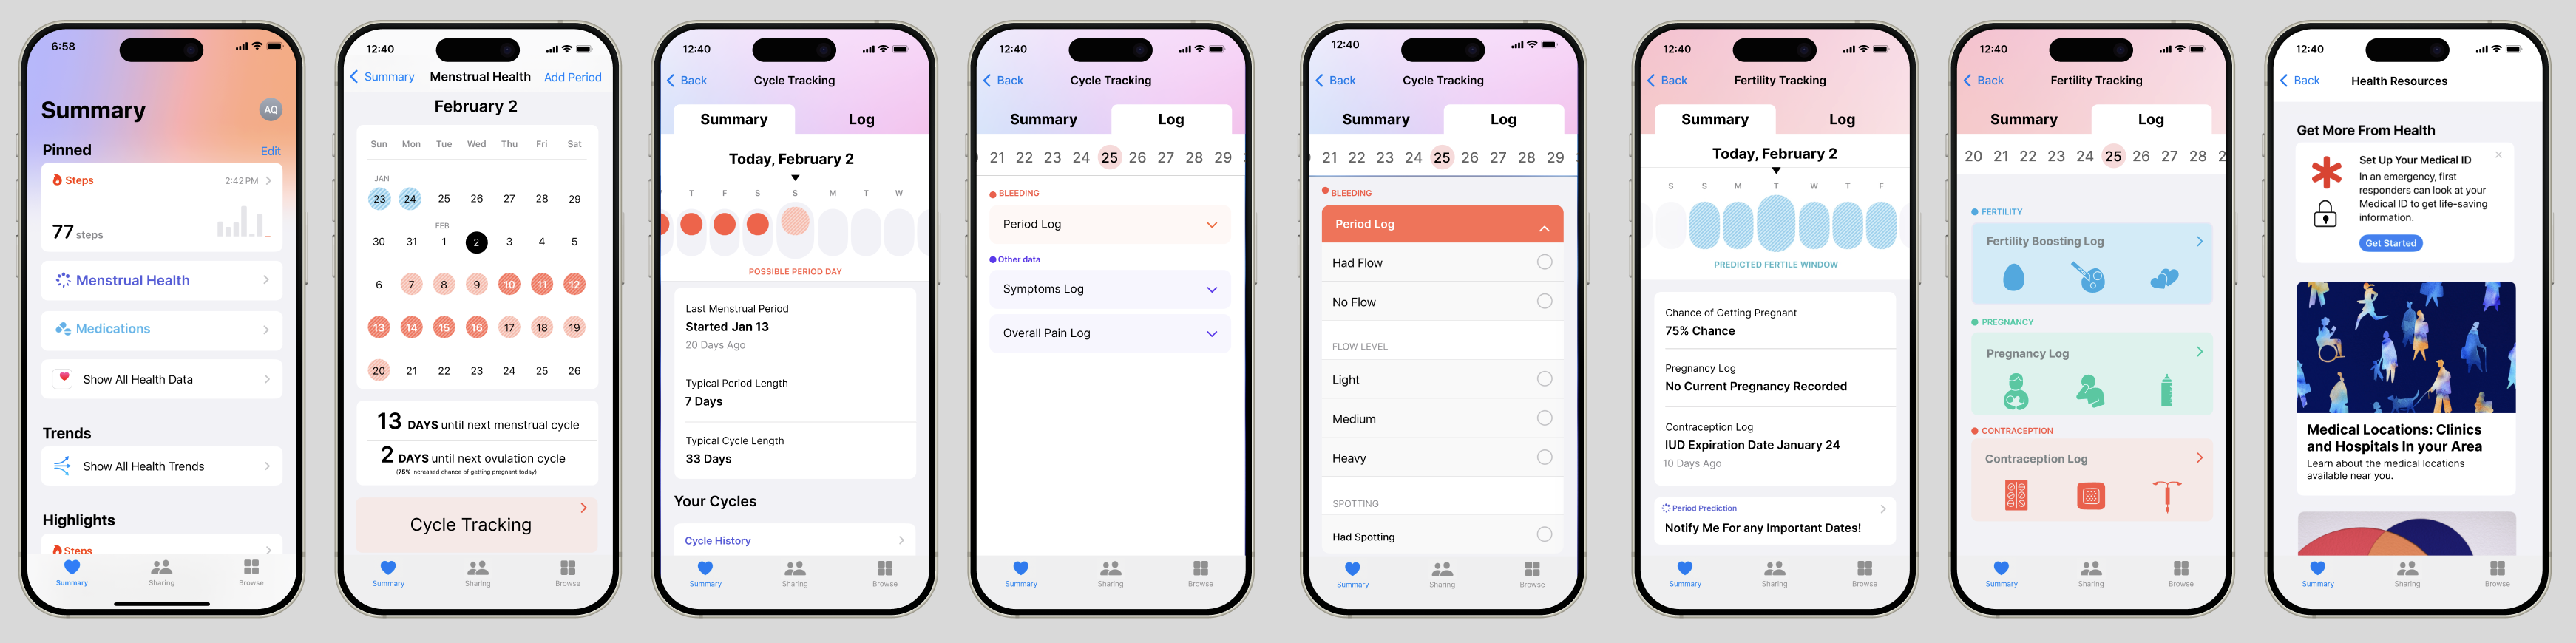 6:58
Summary
AQ
Pinned
Edit
Steps
2:42 PM
77 steps
Menstrual Health
Medications
Show All Health Data
Trends
Show All Health Trends
Highlights
Steps
Summary
Sharing
Browse
12:40
Summary
Menstrual Health
Add Period
February 2
Sun Mon Tue Wed Thu Fri Sat
JAN
23 24 25 26 27 28 29
FEB
30 31 1 2 3 4 5
6 7 8 9 10 11 12
13 14 15 16 17 18 19
20 21 22 23 24 25 26
13 DAYS until next menstrual cycle
2 DAYS until next ovulation cycle
(75% increased chance of getting pregnant today)
Cycle Tracking
Summary
Sharing
Browse
12:40
Back
Cycle Tracking
Summary
Log
Today, February 2
T F S S M T W
POSSIBLE PERIOD DAY
Last Menstrual Period
Started Jan 13
20 Days Ago
Typical Period Length
7 Days
Typical Cycle Length
33 Days
Your Cycles
Cycle History
Summary
Sharing
Browse
12:40
Back
Cycle Tracking
Summary
Log
21 22 23 24 25 26 27 28 29
BLEEDING
Period Log
Other data
Symptoms Log
Overall Pain Log
Summary
Sharing
Browse
12:40
Back
Cycle Tracking
Summary
Log
21 22 23 24 25 26 27 28 29
BLEEDING
Period Log
Had Flow
No Flow
FLOW LEVEL
Light
Medium
Heavy
SPOTTING
Had Spotting
Summary
Sharing
Browse
12:40
Back
Fertility Tracking
Summary
Log
Today, February 2
S S M T W T F
PREDICTED FERTILE WINDOW
Chance of Getting Pregnant
75% Chance
Pregnancy Log
No Current Pregnancy Recorded
Contraception Log
IUD Expiration Date January 24
10 Days Ago
Period Prediction
Notify Me For any Important Dates!
Summary
Sharing
Browse
12:40
Back
Fertility Tracking
Summary
Log
20 21 22 23 24 25 26 27 28 2
FERTILITY
Fertility Boosting Log
PREGNANCY
Pregnancy Log
CONTRACEPTION
Contraception Log
Summary
Sharing
Browse
12:40
Back
Health Resources
Get More From Health
Set Up Your Medical ID
In an emergency, first
responders can look at your
Medical ID to get life-saving
information.
Get Started
Medical Locations: Clinics
and Hospitals In your Area
Learn about the medical locations
available near you.
Summary
Sharing
Browse